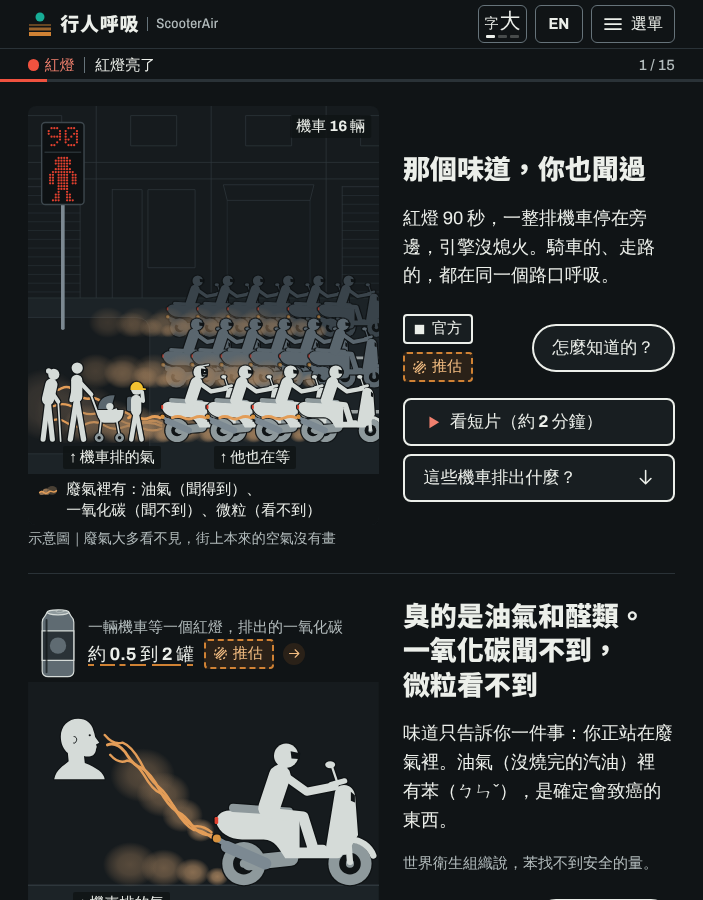 行人呼吸 ScooterAir 字大 EN 選單
紅燈 紅燈亮了 1 / 15
90
機車 16 輛
↑ 機車排的氣 ↑ 他也在等
廢氣裡有：油氣（聞得到）、
一氧化碳（聞不到）、微粒（看不到）
示意圖｜廢氣大多看不見，街上本來的空氣沒有畫
那個味道，你也聞過
紅燈 90 秒，一整排機車停在旁
邊，引擎沒熄火。騎車的、走路
的，都在同一個路口呼吸。
官方
推估
怎麼知道的？
看短片（約 2 分鐘）
這些機車排出什麼？ ↓
一輛機車等一個紅燈，排出的一氧化碳
約 0.5 到 2 罐 推估 →
臭的是油氣和醛類。
一氧化碳聞不到，
微粒看不到
味道只告訴你一件事：你正站在廢
氣裡。油氣（沒燒完的汽油）裡
有苯（ㄅㄣˇ），是確定會致癌的
東西。
世界衛生組織說，苯找不到安全的量。